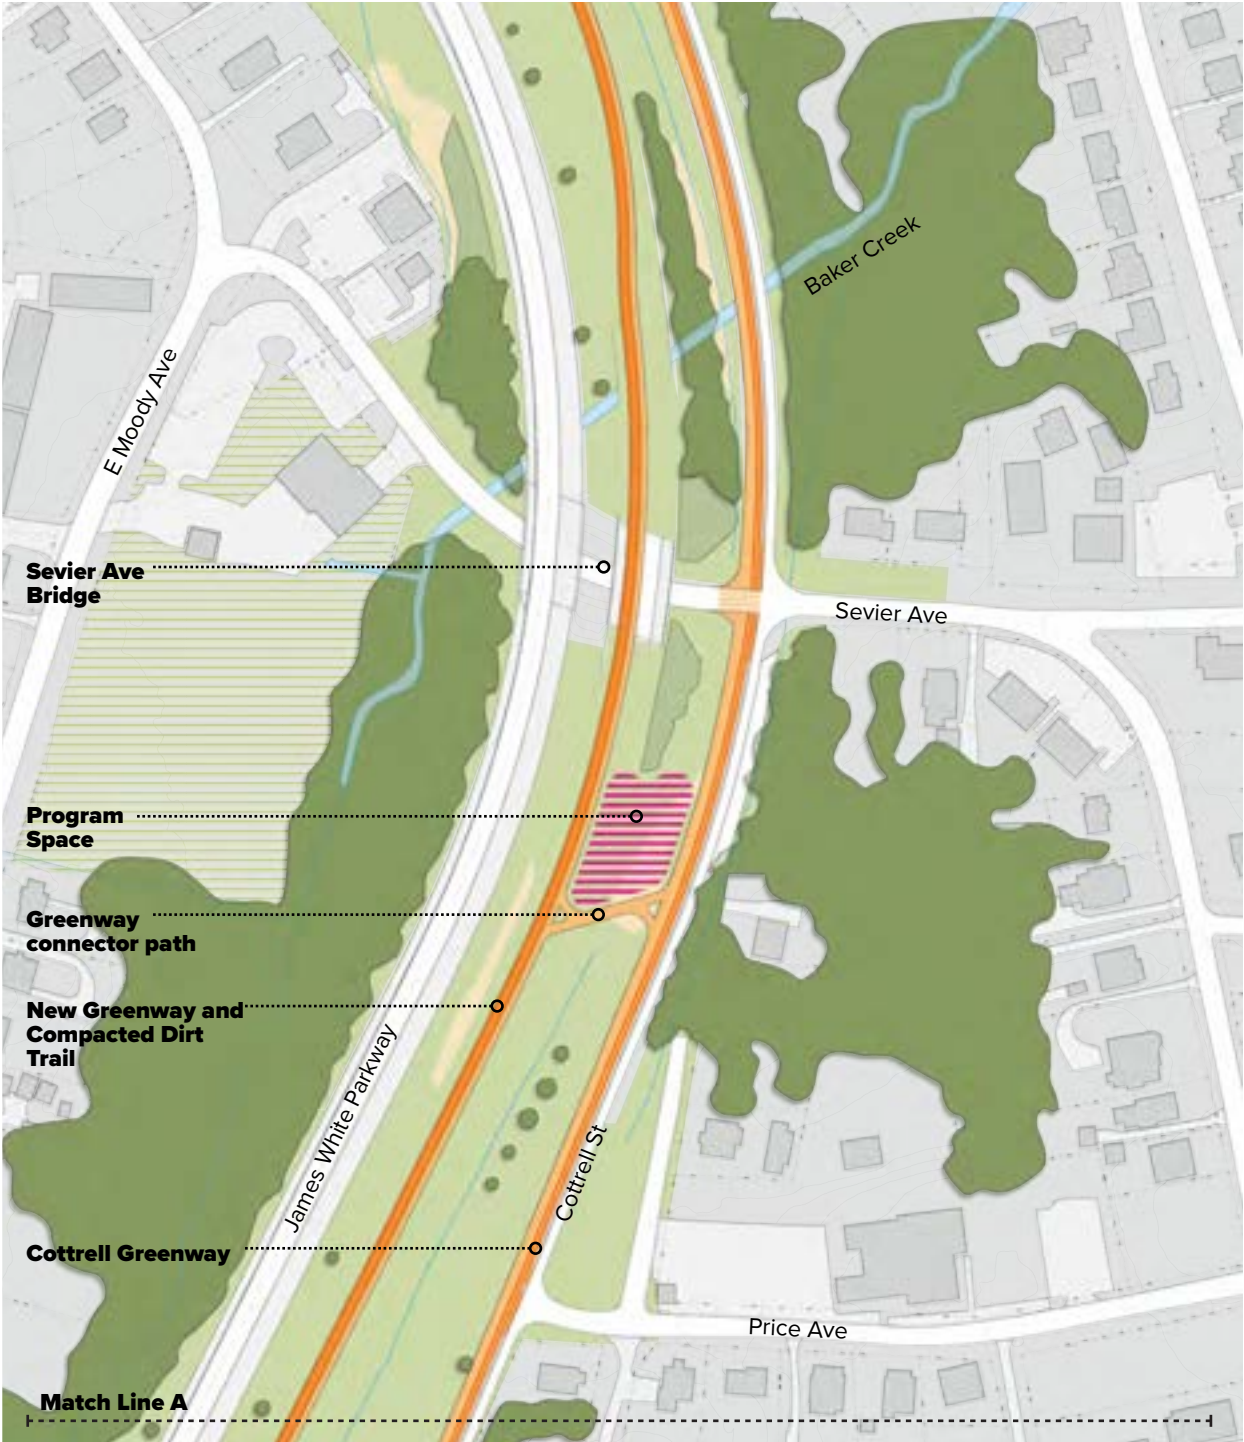 Baker Creek
E Moody Ave
Sevier Ave
Bridge
Sevier Ave
Program
Space
Greenway
connector path
New Greenway and
Compacted Dirt
Trail
James White Parkway
Cottrell St
Cottrell Greenway
Price Ave
Match Line A